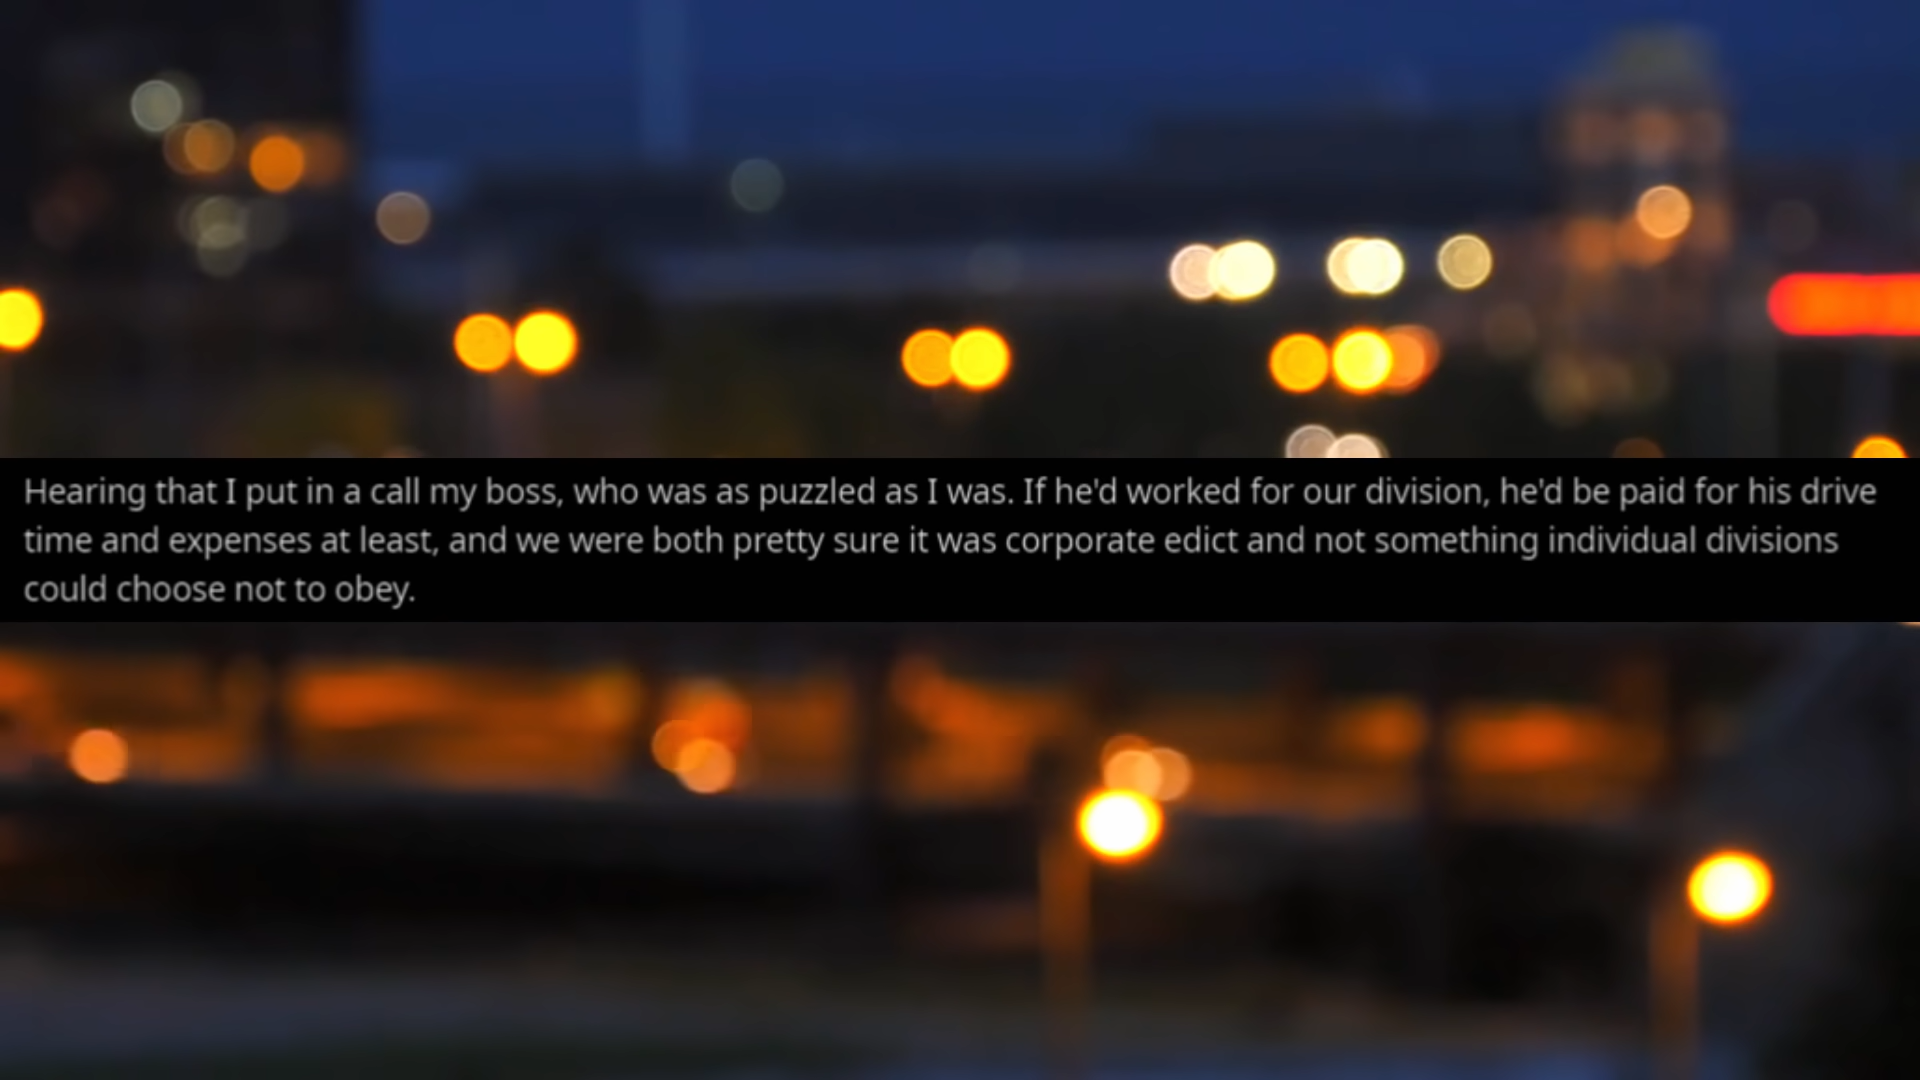 Hearing that I put in a call my boss, who was as puzzled as I was. If he'd worked for our division, he'd be paid for his drive
time and expenses at least, and we were both pretty sure it was corporate edict and not something individual divisions
could choose not to obey.